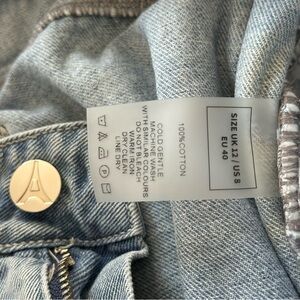 SIZE UK 12 / US 8
EU 40
100%COTTON
COLD GENTLE
MACHINE WASH
WITH SIMILAR COLOURS
DO NOT BLEACH
WARM IRON
DRY CLEAN
LINE DRY